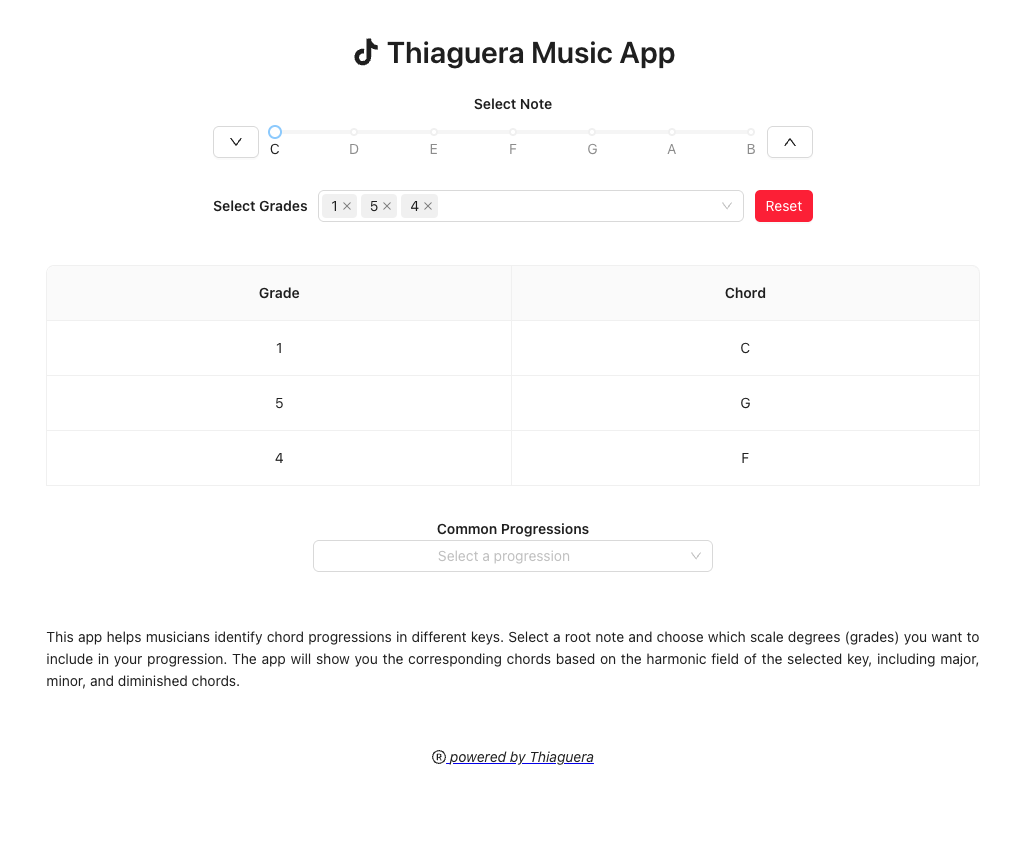 Thiaguera Music App
Select Note
C D E F G A B
Select Grades 1 5 4 Reset
Grade Chord
1 C
5 G
4 F
Common Progressions
Select a progression
This app helps musicians identify chord progressions in different keys. Select a root note and choose which scale degrees (grades) you want to
include in your progression. The app will show you the corresponding chords based on the harmonic field of the selected key, including major,
minor, and diminished chords.
® powered by Thiaguera